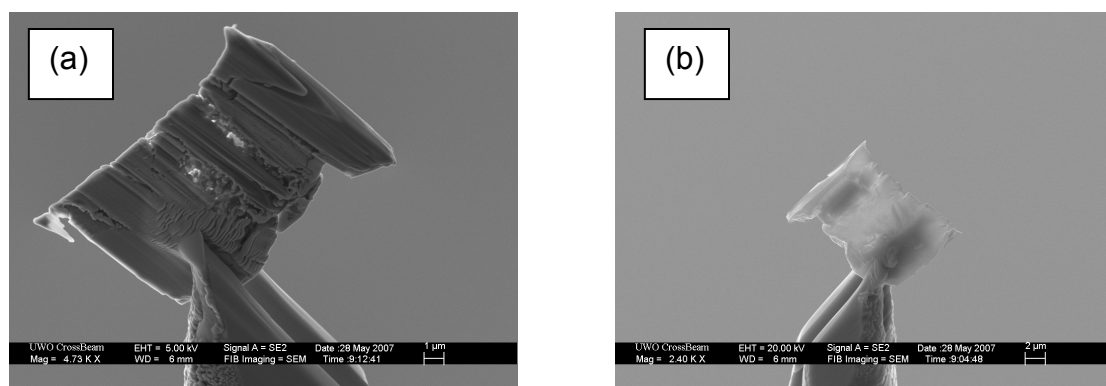 (a)
UWO CrossBeam EHT = 5.00 kV Signal A = SE2 Date :28 May 2007 1 µm
Mag = 4.73 K X WD = 6 mm FIB Imaging = SEM Time :9:12:41
(b)
UWO CrossBeam EHT = 20.00 kV Signal A = SE2 Date :28 May 2007 2 µm
Mag = 2.40 K X WD = 6 mm FIB Imaging = SEM Time :9:04:48